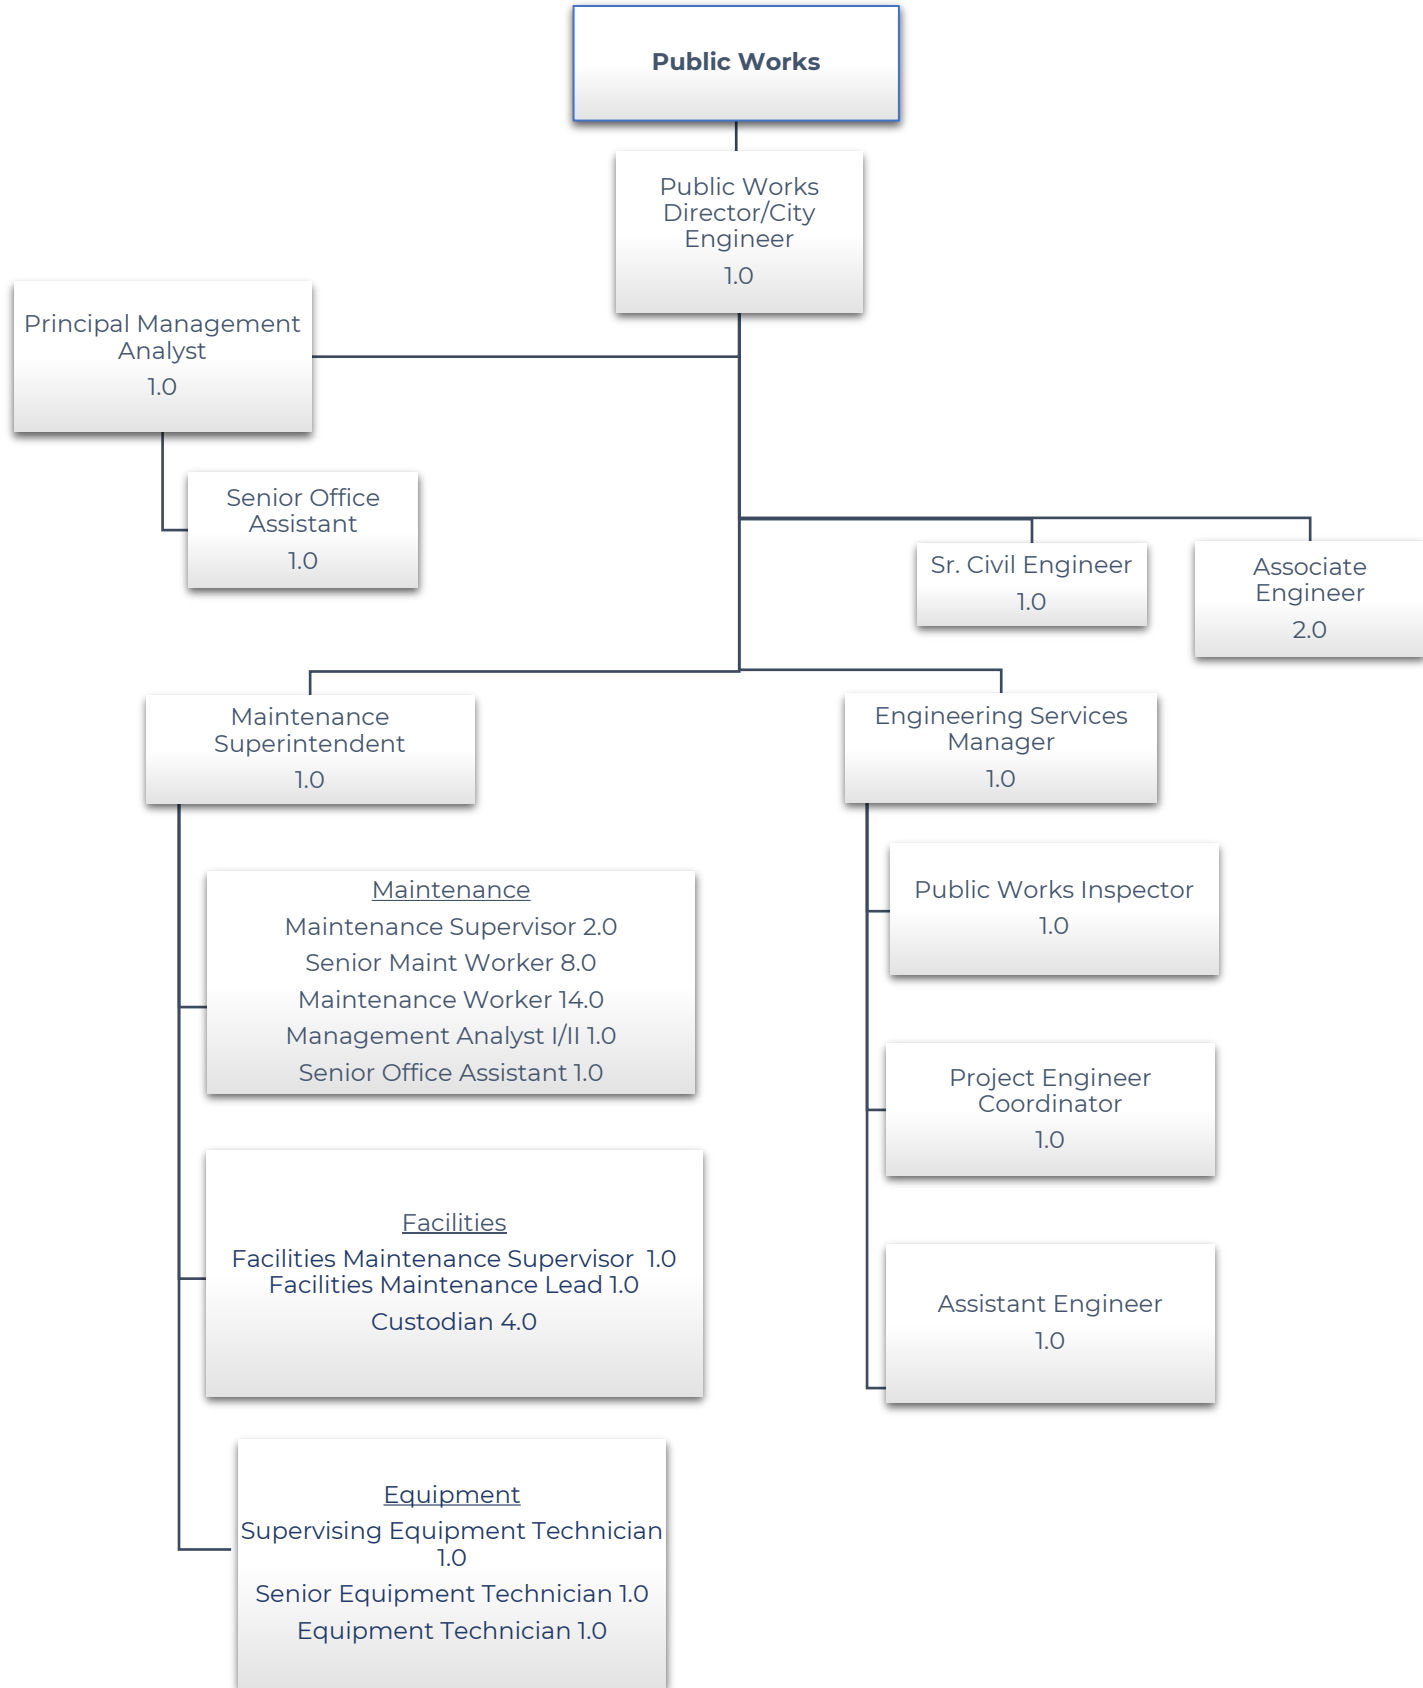 Public Works
Public Works
Director/City
Engineer
1.0
Principal Management
Analyst
1.0
Senior Office
Assistant
1.0
Sr. Civil Engineer
1.0
Associate
Engineer
2.0
Maintenance
Superintendent
1.0
Engineering Services
Manager
1.0
Maintenance
Maintenance Supervisor 2.0
Senior Maint Worker 8.0
Maintenance Worker 14.0
Management Analyst I/II 1.0
Senior Office Assistant 1.0
Public Works Inspector
1.0
Project Engineer
Coordinator
1.0
Facilities
Facilities Maintenance Supervisor  1.0
Facilities Maintenance Lead 1.0
Custodian 4.0
Assistant Engineer
1.0
Equipment
Supervising Equipment Technician
1.0
Senior Equipment Technician 1.0
Equipment Technician 1.0